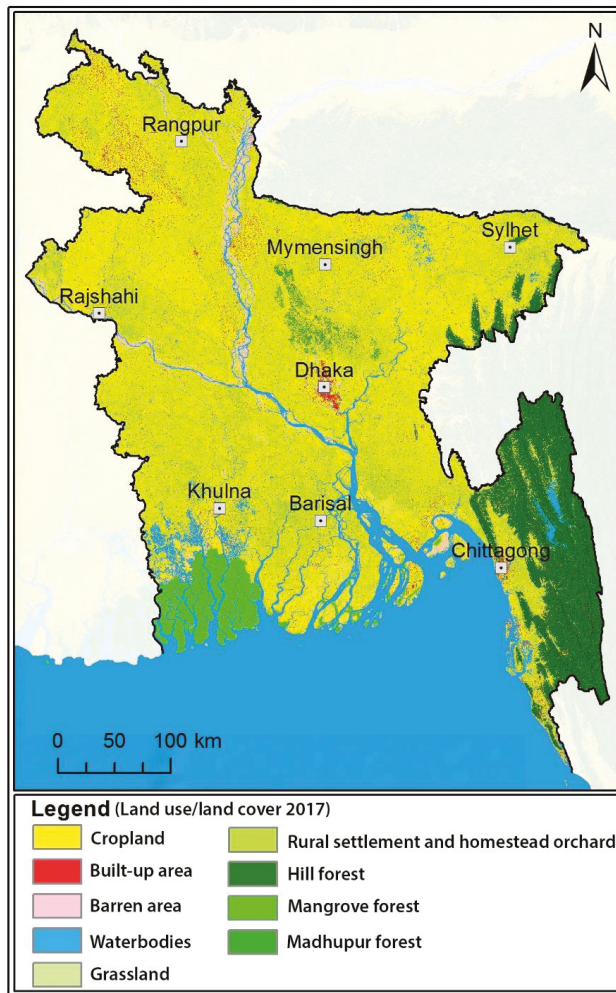 N
Rangpur
Sylhet
Mymensingh
Rajshahi
Dhaka
Khulna
Barisal
Chittagong
0 50 100 km
Legend (Land use/land cover 2017)
Cropland
Built-up area
Barren area
Waterbodies
Grassland
Rural settlement and homestead orchard
Hill forest
Mangrove forest
Madhupur forest